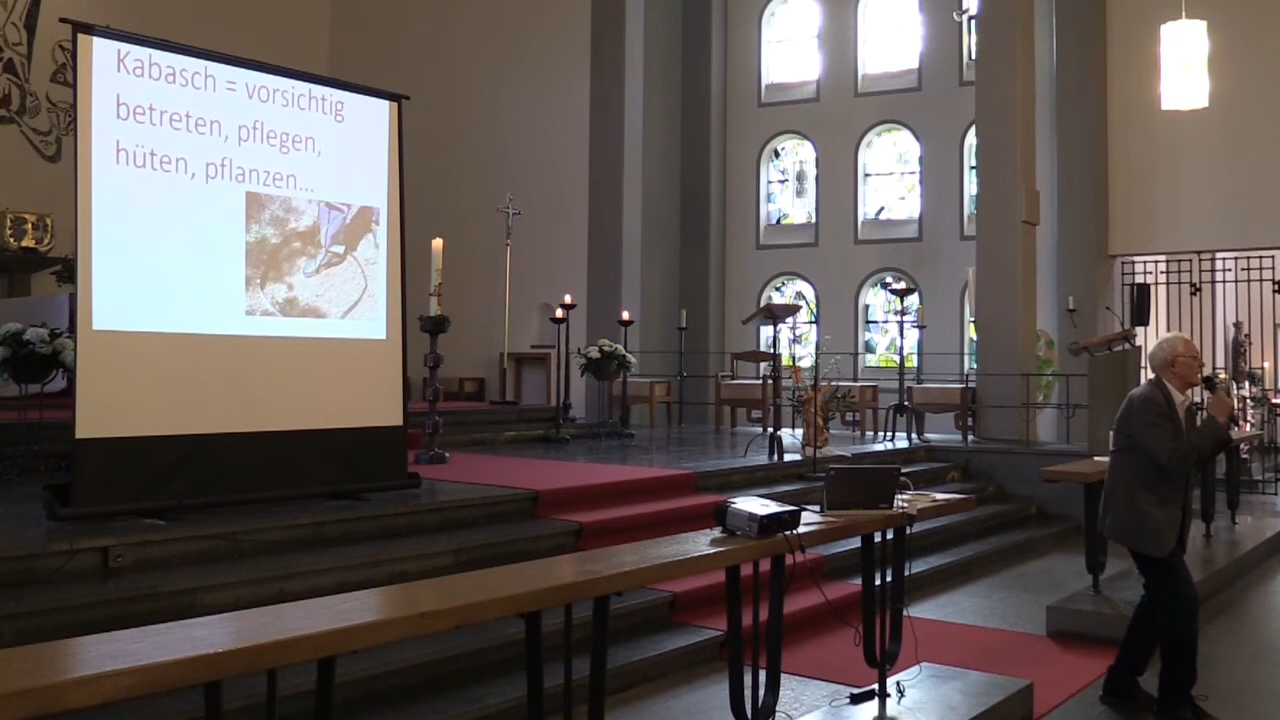 Kabasch = vorsichtig
betreten, pflegen,
hüten, pflanzen...